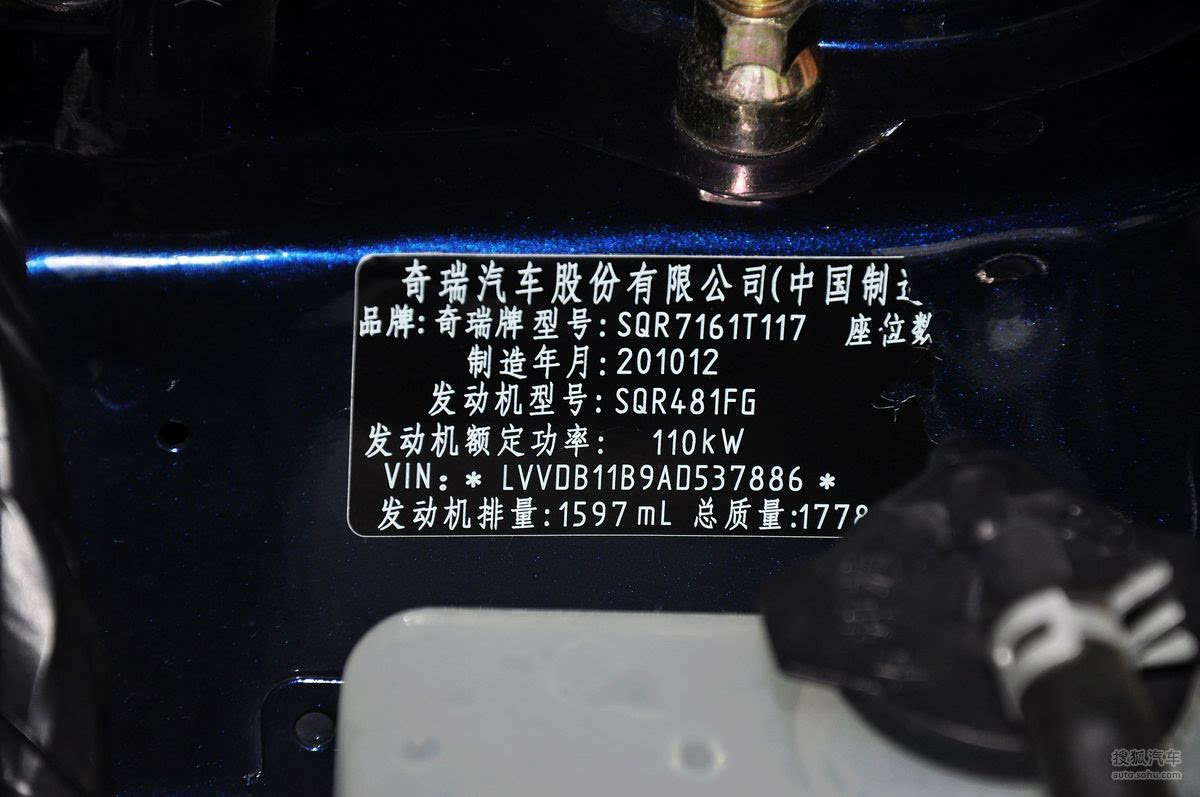 奇瑞汽车股份有限公司(中国制造
品牌:奇瑞牌 型号:SQR7161T117 座位数
制造年月:201012
发动机型号:SQR481FG
发动机额定功率: 110kW
VIN:* LVVDB11B9AD537886 *
发动机排量:1597mL 总质量:1778
搜狐汽车
auto.sohu.com